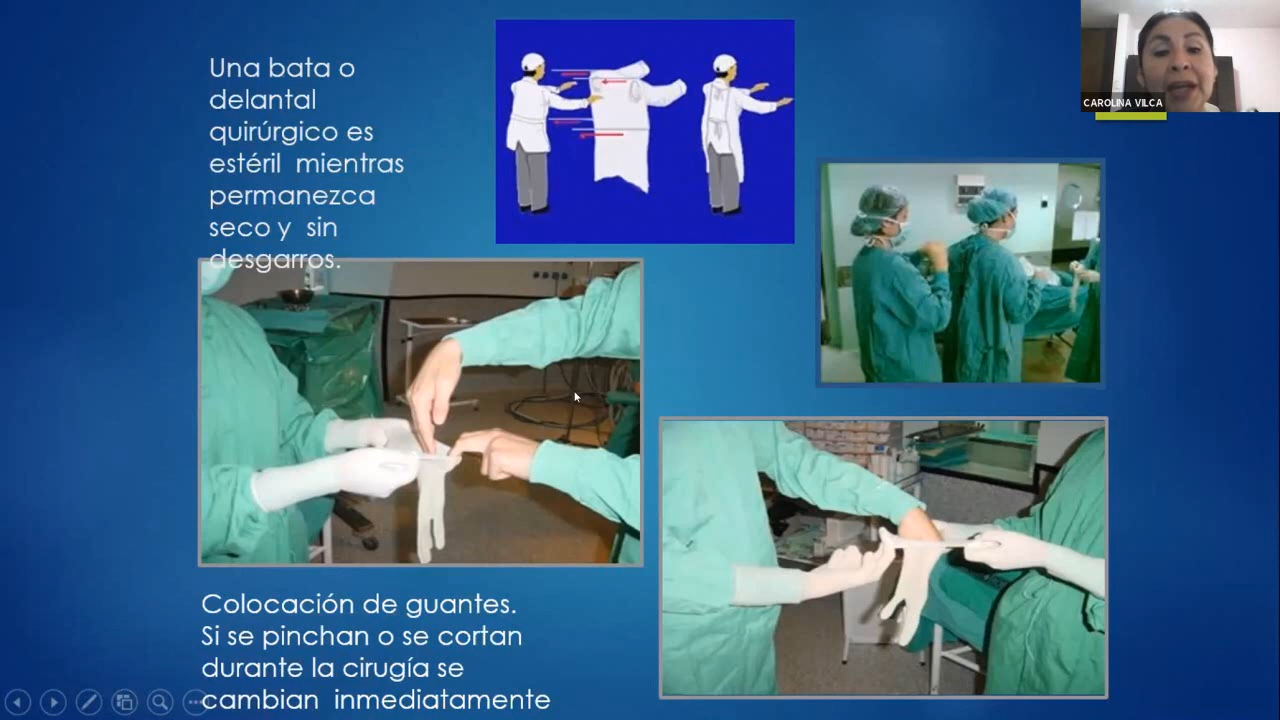 Una bata o
delantal
quirúrgico es
estéril mientras
permanezca
seco y sin
desgarros.
CAROLINA VILCA
Colocación de guantes.
Si se pinchan o se cortan
durante la cirugía se
cambian inmediatamente